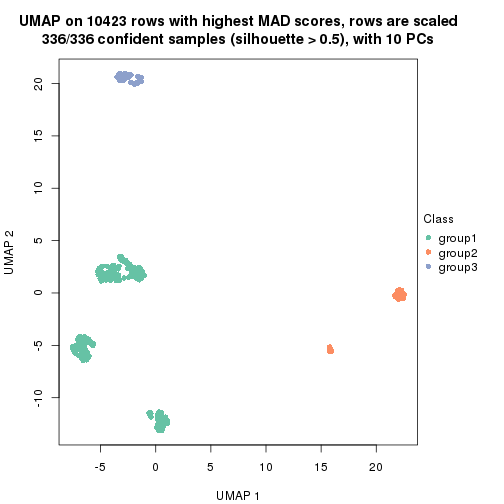 UMAP on 10423 rows with highest MAD scores, rows are scaled
336/336 confident samples (silhouette > 0.5), with 10 PCs
20
15
10
5
0
-5
-10
UMAP 2
-5 0 5 10 15 20
UMAP 1
Class
group1
group2
group3